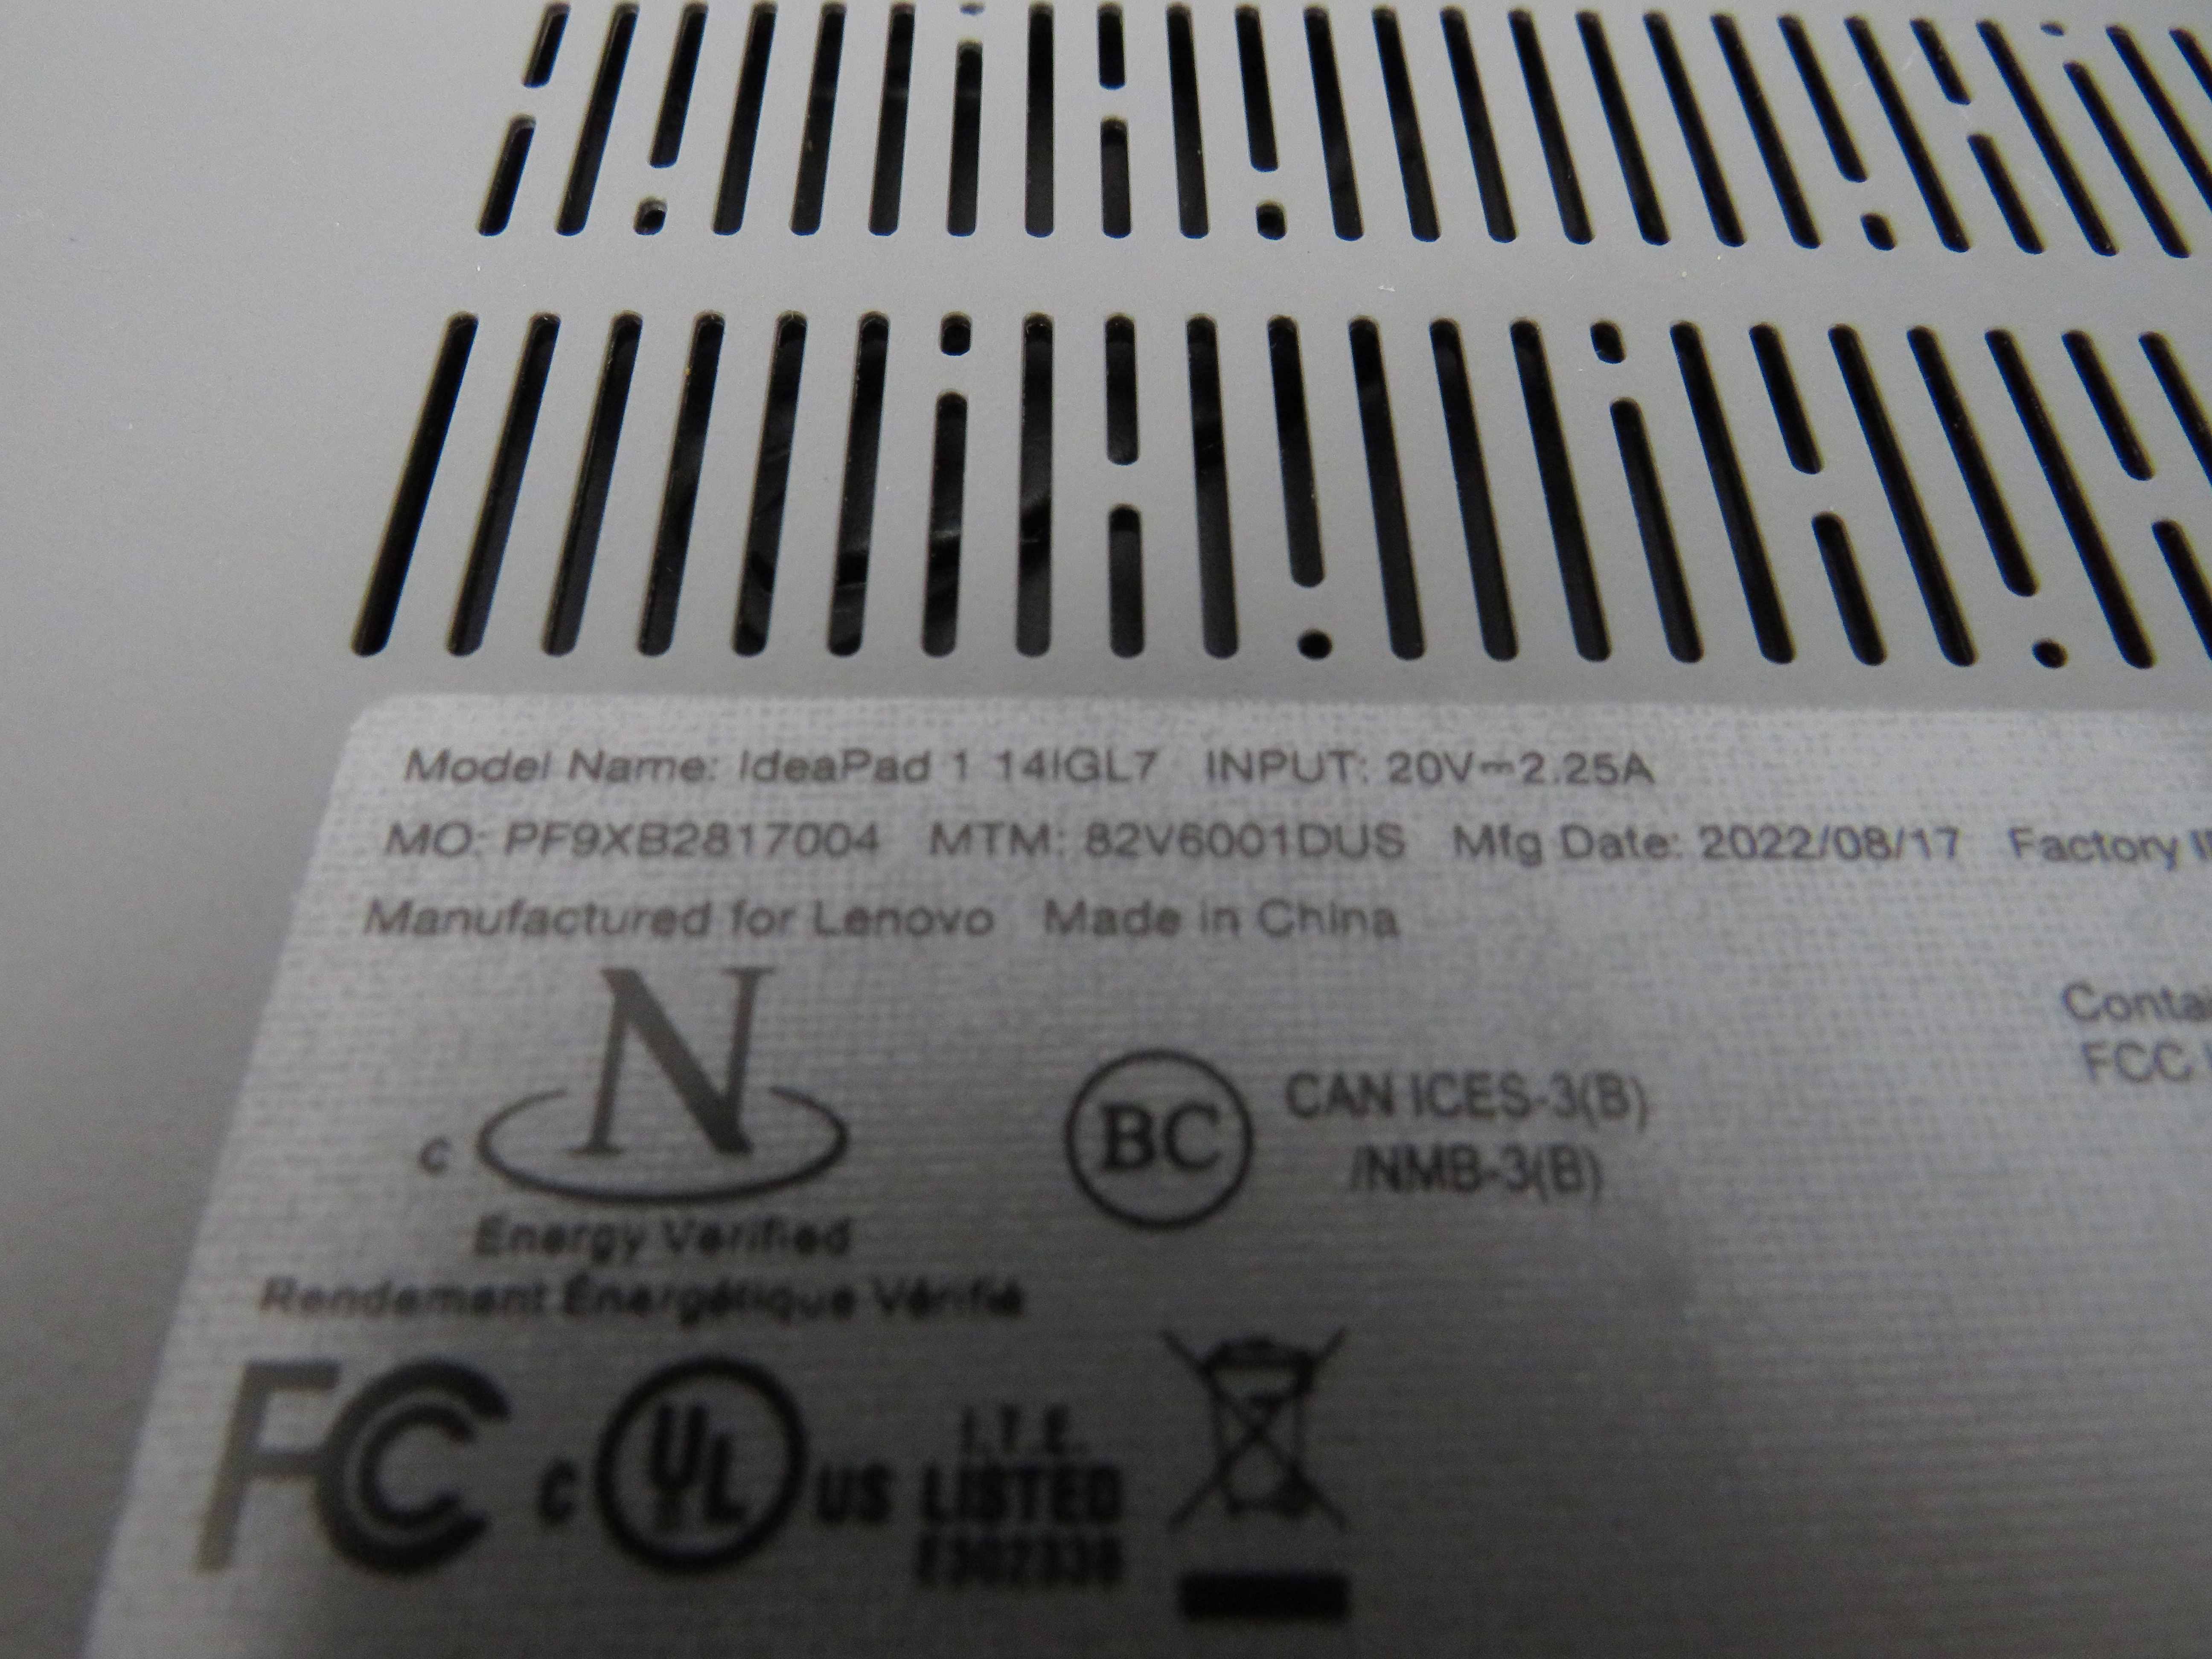 Model Name: IdeaPad 1 14IGL7 INPUT: 20V⎓2.25A
MO: PF9XB2817004 MTM: 82V6001DUS Mfg Date: 2022/08/17 Factory
Manufactured for Lenovo Made in China
N
c
Energy Verified
Rendement Énergétique Vérifié
BC
CAN ICES-3(B)
/NMB-3(B)
FCC
FC c UL US
I.T.E.
LISTED